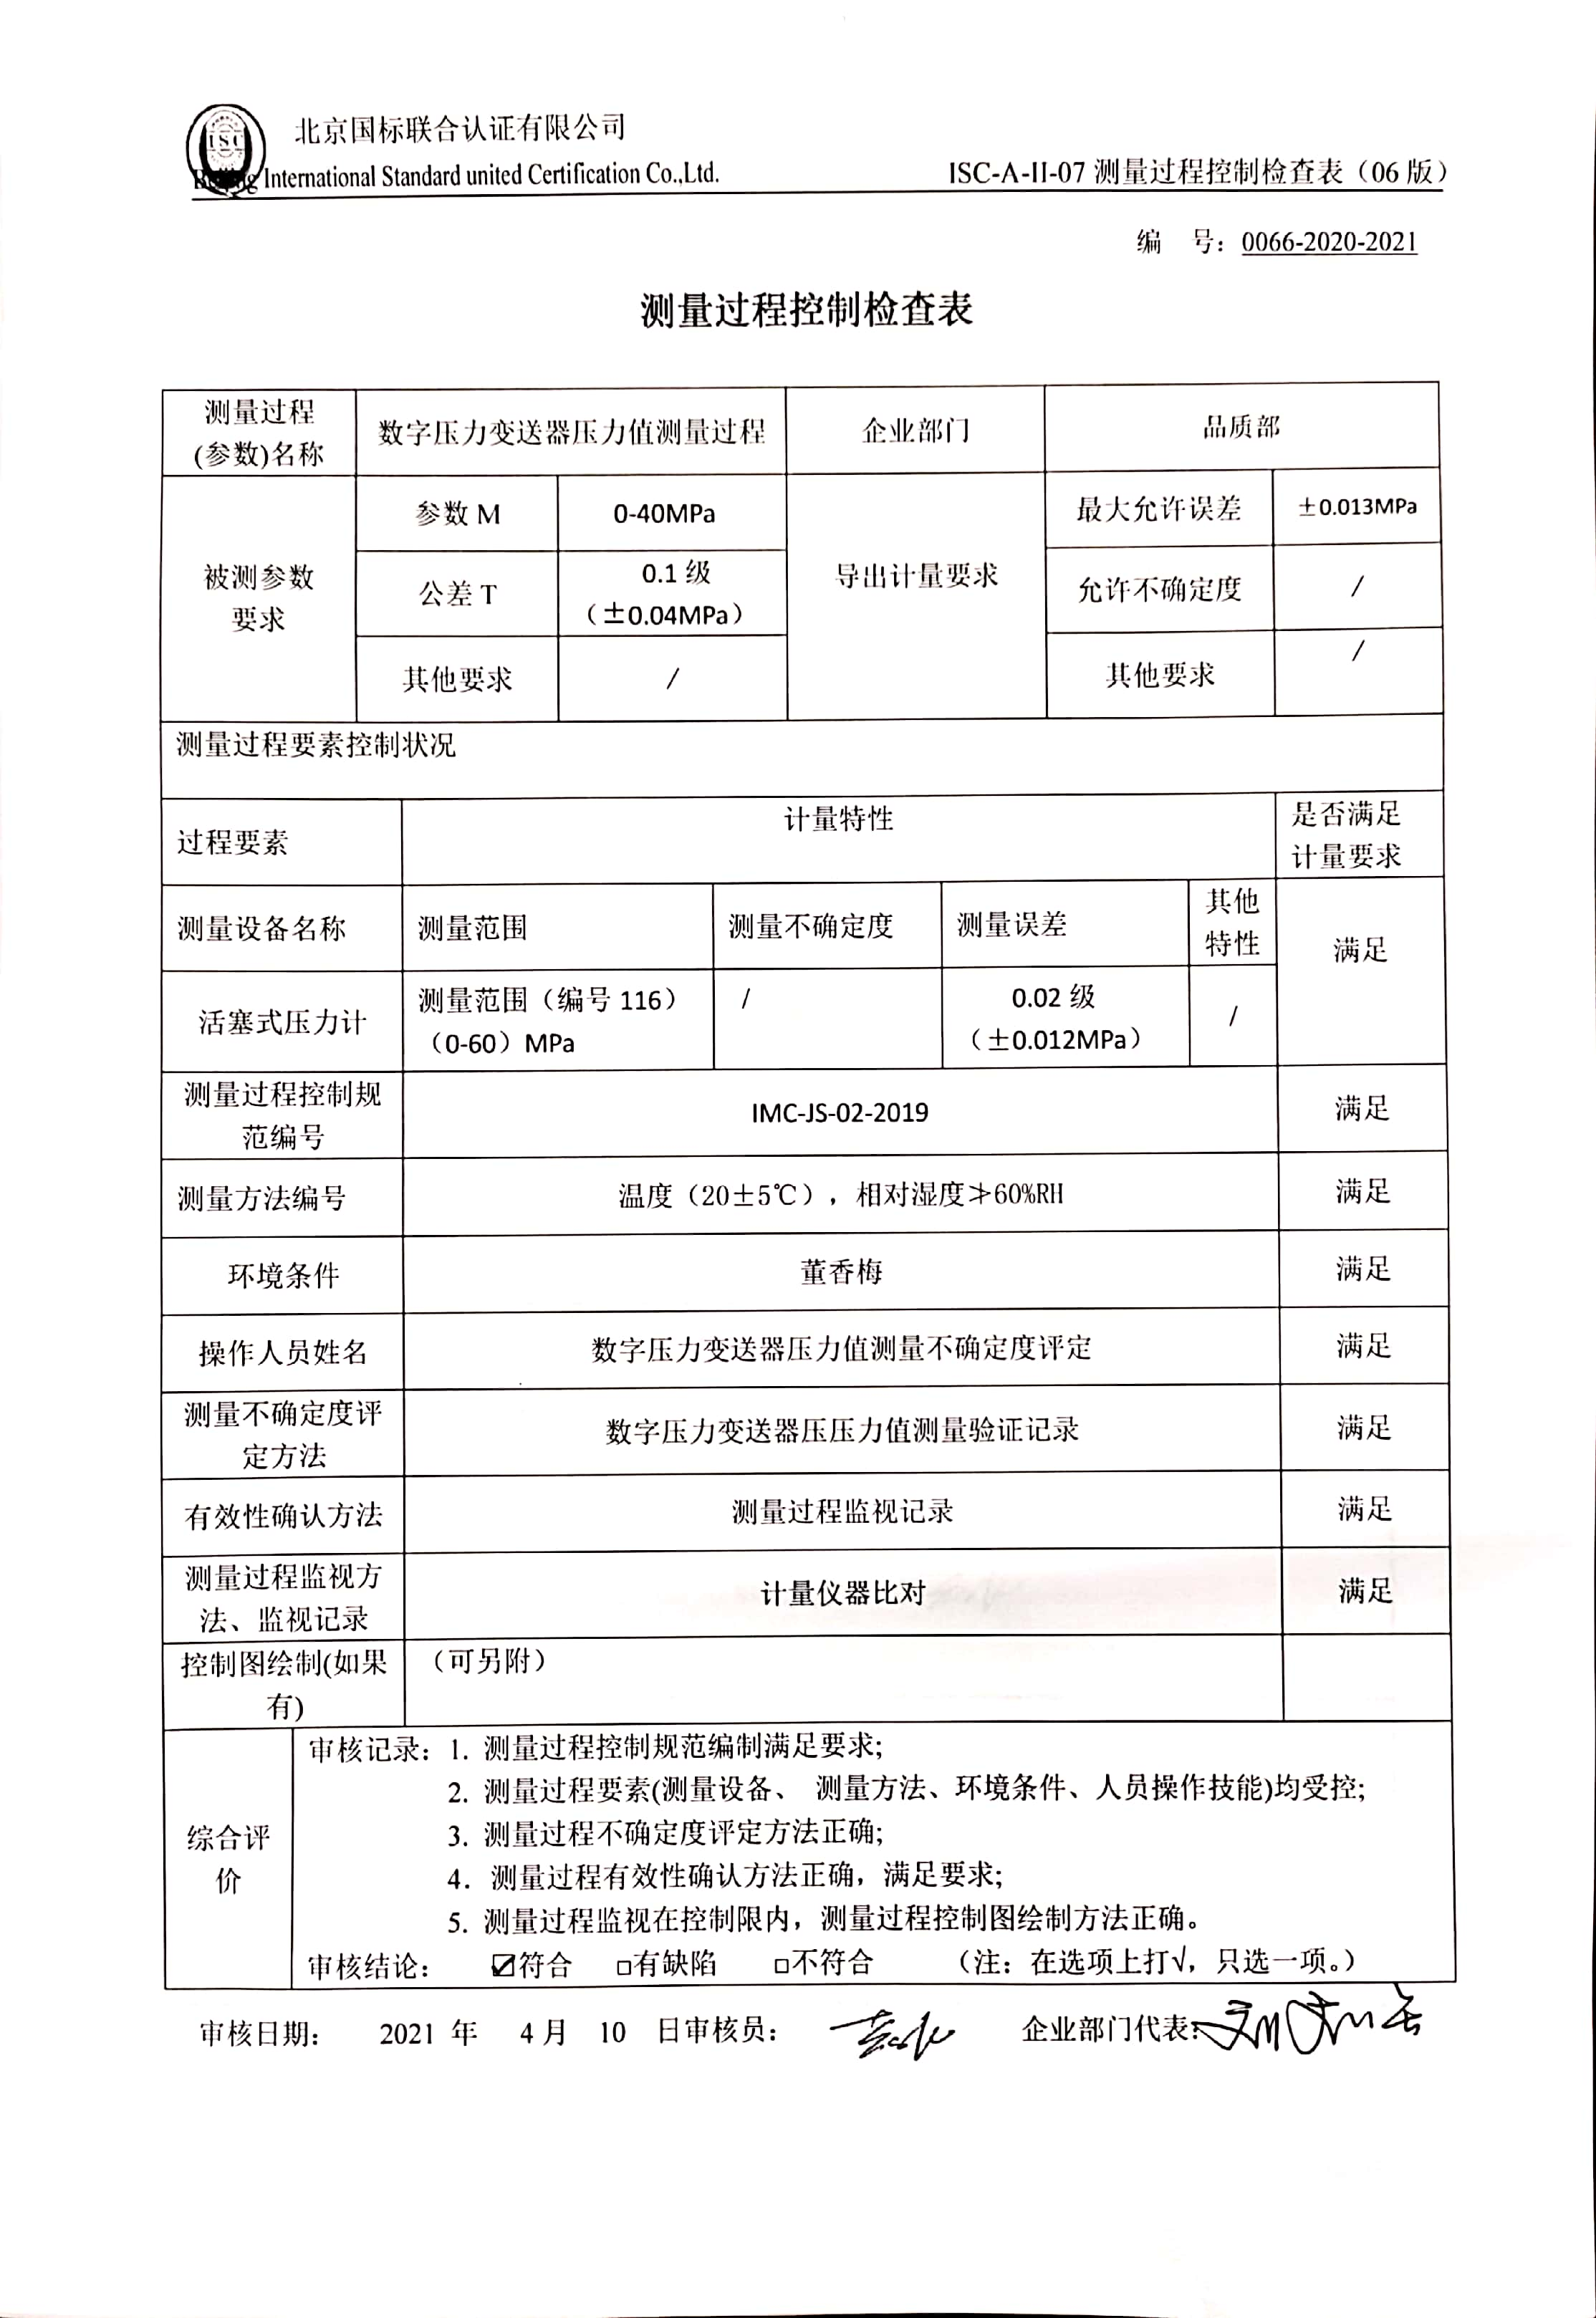 ISC
北京国标联合认证有限公司
Beijing International Standard united Certification Co.,Ltd.
ISC-A-II-07 测量过程控制检查表（06 版）
编 号：0066-2020-2021
测量过程控制检查表
测量过程
(参数)名称
数字压力变送器压力值测量过程
企业部门
品质部
被测参数
要求
参数 M
0-40MPa
导出计量要求
最大允许误差
±0.013MPa
公差 T
0.1 级
（±0.04MPa）
允许不确定度
/
其他要求
/
其他要求
/
测量过程要素控制状况
过程要素
计量特性
是否满足
计量要求
测量设备名称
测量范围
测量不确定度
测量误差
其他
特性
满足
活塞式压力计
测量范围（编号 116）
（0-60）MPa
/
0.02 级
（±0.012MPa）
/
测量过程控制规
范编号
IMC-JS-02-2019
满足
测量方法编号
温度（20±5℃），相对湿度≯60%RH
满足
环境条件
董香梅
满足
操作人员姓名
数字压力变送器压力值测量不确定度评定
满足
测量不确定度评
定方法
数字压力变送器压压力值测量验证记录
满足
有效性确认方法
测量过程监视记录
满足
测量过程监视方
法、监视记录
计量仪器比对
满足
控制图绘制(如果
有)
（可另附）
综合评
价
审核记录：1. 测量过程控制规范编制满足要求;
2. 测量过程要素(测量设备、 测量方法、环境条件、人员操作技能)均受控;
3. 测量过程不确定度评定方法正确;
4. 测量过程有效性确认方法正确，满足要求;
5. 测量过程监视在控制限内，测量过程控制图绘制方法正确。
审核结论： ☑符合 □有缺陷 □不符合 （注：在选项上打√，只选一项。）
审核日期： 2021 年 4 月 10 日审核员： 企业部门代表：